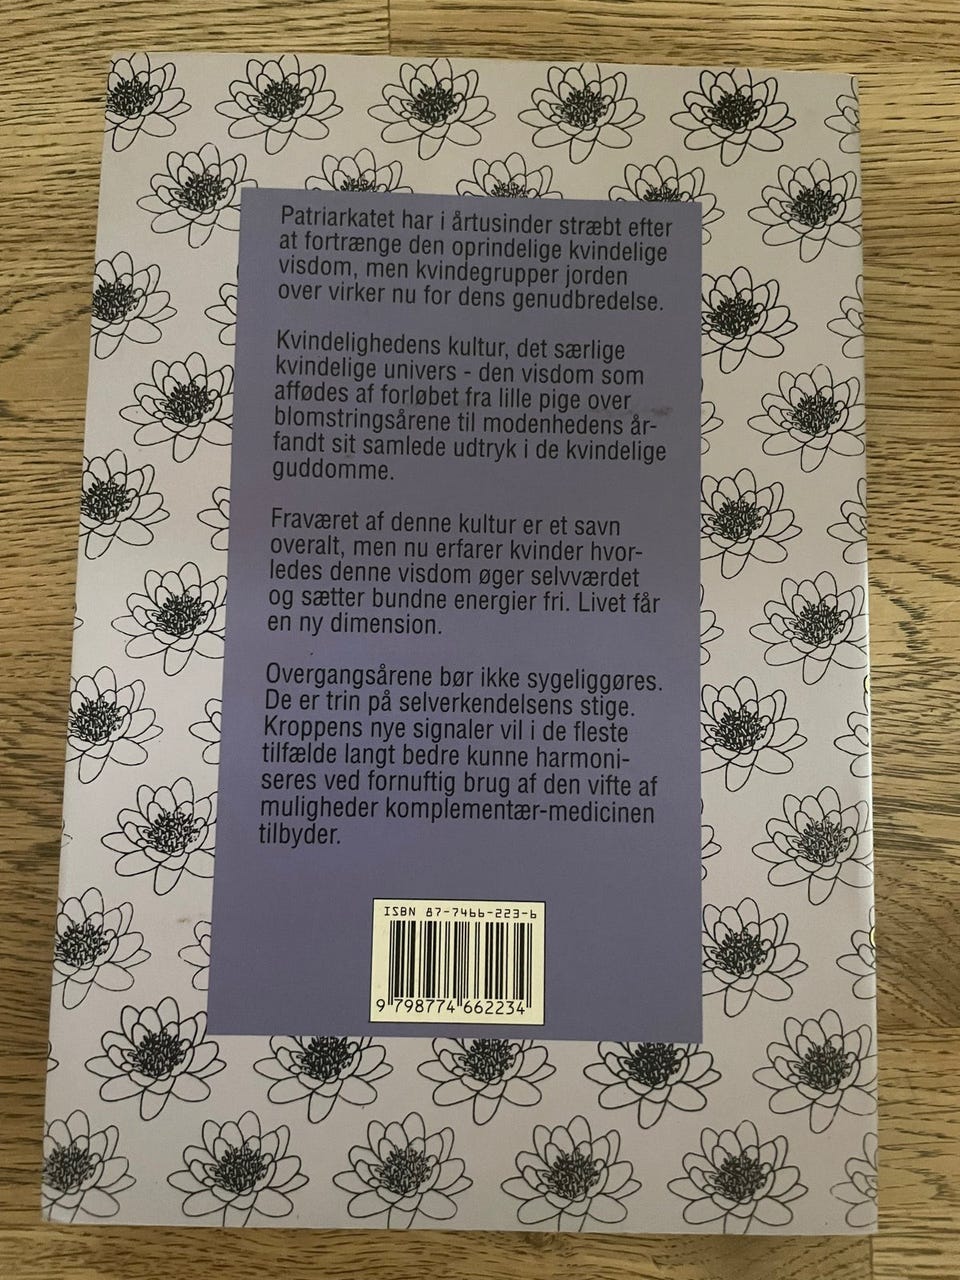 Patriarkatet har i årtusinder stræbt efter
at fortrænge den oprindelige kvindelige
visdom, men kvindegrupper jorden
over virker nu for dens genudbredelse.
Kvindelighedens kultur, det særlige
kvindelige univers - den visdom som
affødes af forløbet fra lille pige over
blomstringsårene til modenhedens år-
fandt sit samlede udtryk i de kvindelige
guddomme.
Fraværet af denne kultur er et savn
overalt, men nu erfarer kvinder hvor-
ledes denne visdom øger selvværdet
og sætter bundne energier fri. Livet får
en ny dimension.
Overgangsårene bør ikke sygeliggøres.
De er trin på selverkendelsens stige.
Kroppens nye signaler vil i de fleste
tilfælde langt bedre kunne harmoni-
seres ved fornuftig brug af den vifte af
muligheder komplementær-medicinen
tilbyder.
ISBN 87-7466-223-6
9 798774 662234